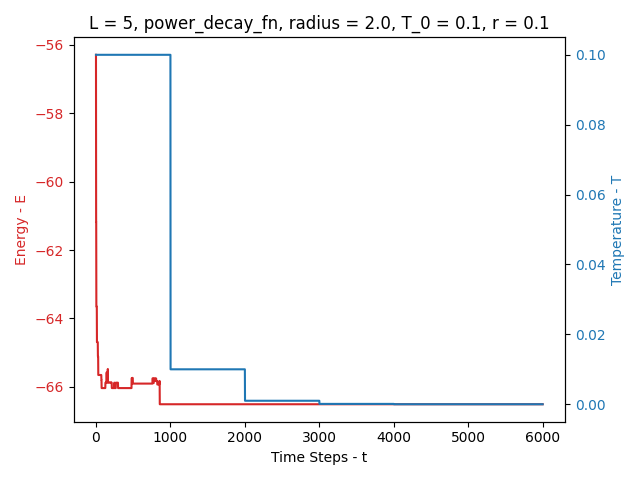 L = 5, power_decay_fn, radius = 2.0, T_0 = 0.1, r = 0.1
−56
−58
−60
−62
−64
−66
Energy - E
0.10
0.08
0.06
0.04
0.02
0.00
Temperature - T
0 1000 2000 3000 4000 5000 6000
Time Steps - t